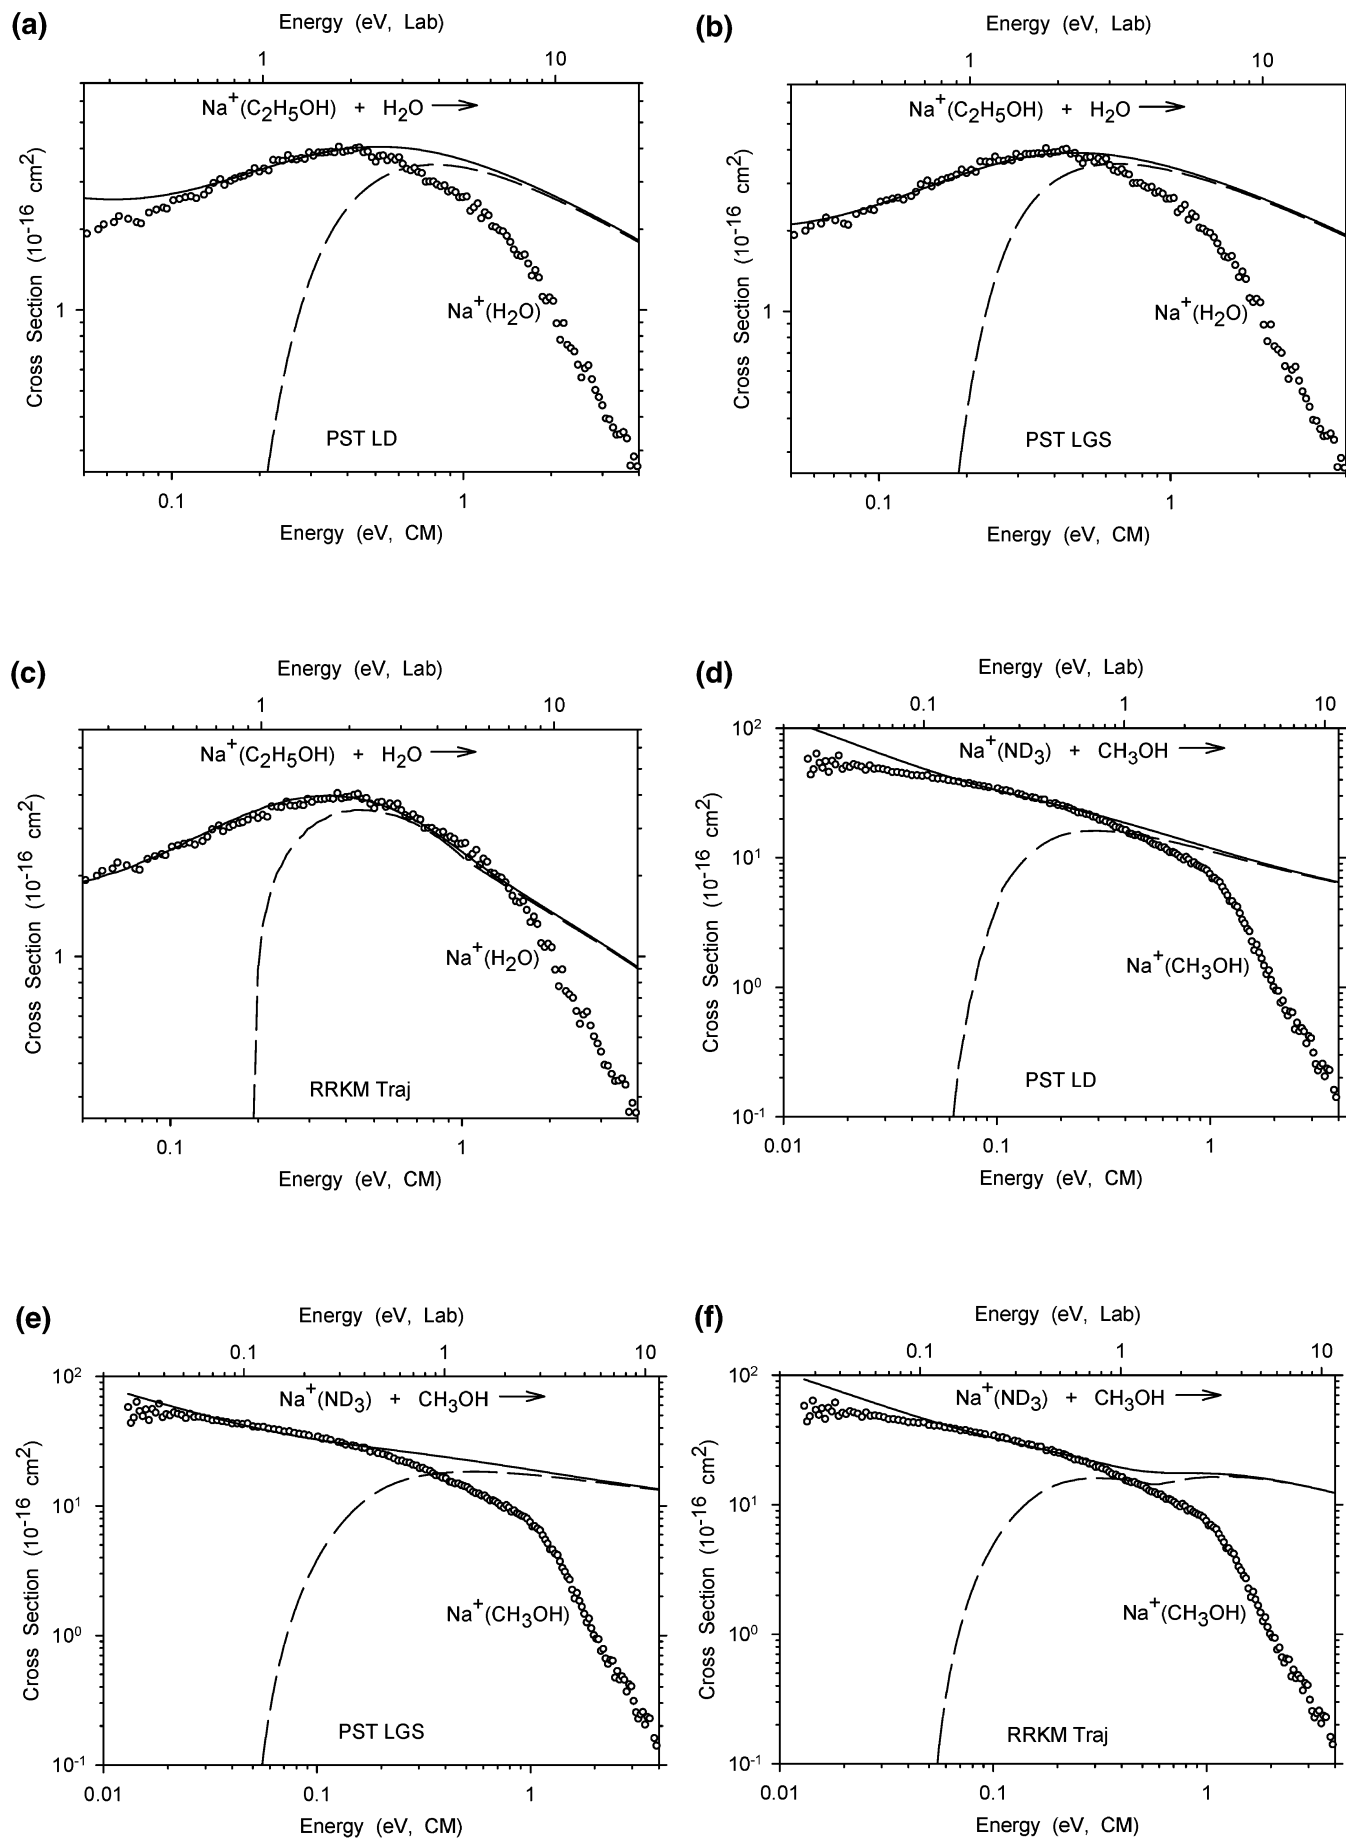 (a)
Energy (eV, Lab)
1 10
Na+(C2H5OH) + H2O
Cross Section (10-16 cm2)
1
Na+(H2O)
PST LD
0.1 1
Energy (eV, CM)
(b)
Energy (eV, Lab)
1 10
Na+(C2H5OH) + H2O
Cross Section (10-16 cm2)
1
Na+(H2O)
PST LGS
0.1 1
Energy (eV, CM)
(c)
Energy (eV, Lab)
1 10
Na+(C2H5OH) + H2O
Cross Section (10-16 cm2)
1
Na+(H2O)
RRKM Traj
0.1 1
Energy (eV, CM)
(d)
Energy (eV, Lab)
0.1 1 10
102
Na+(ND3) + CH3OH
Cross Section (10-16 cm2)
101
Na+(CH3OH)
100
PST LD
10-1
0.01 0.1 1
Energy (eV, CM)
(e)
Energy (eV, Lab)
0.1 1 10
102
Na+(ND3) + CH3OH
Cross Section (10-16 cm2)
101
Na+(CH3OH)
100
PST LGS
10-1
0.01 0.1 1
Energy (eV, CM)
(f)
Energy (eV, Lab)
0.1 1 10
102
Na+(ND3) + CH3OH
Cross Section (10-16 cm2)
101
Na+(CH3OH)
100
RRKM Traj
10-1
0.01 0.1 1
Energy (eV, CM)